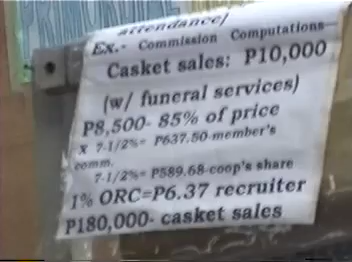 attendance/
Ex.- Commission Computations-
Casket sales: P10,000
(w/ funeral services)
P8,500- 85% of price
x 7-1/2%= P637.50-member's
comm.
7-1/2%= P589.68-coop's share
1% ORC=P6.37 recruiter
P180,000- casket sales